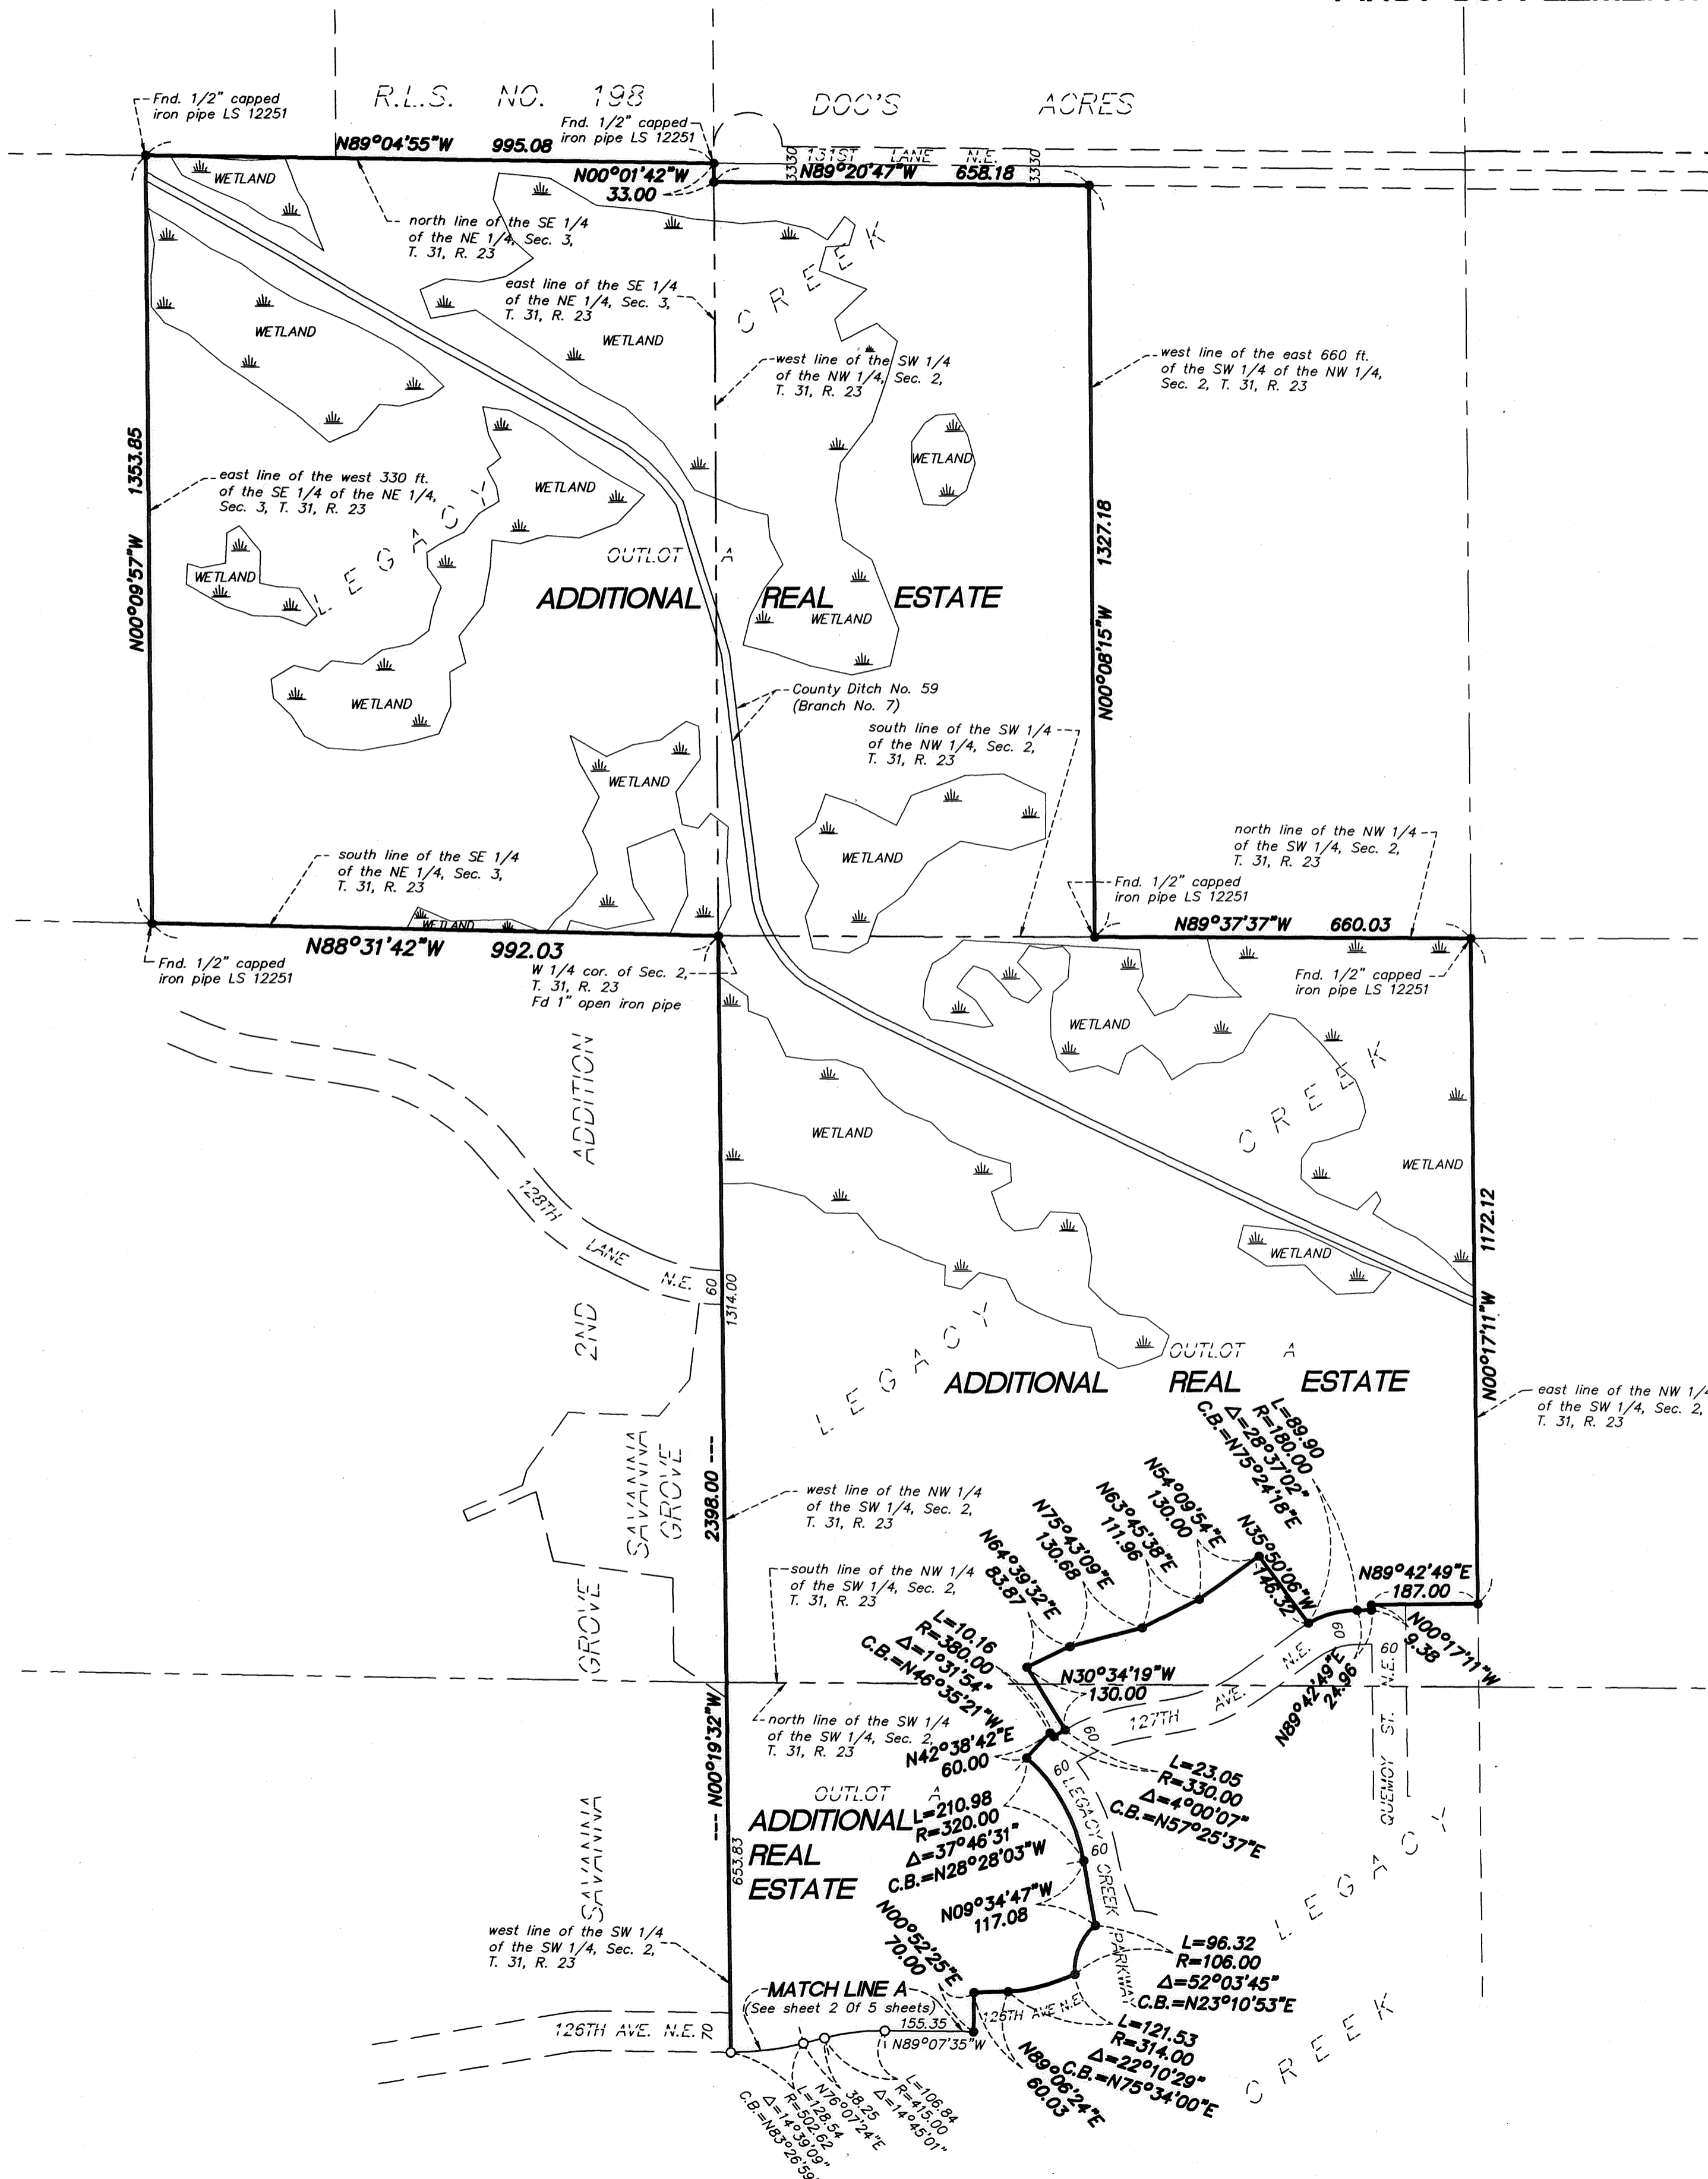 R.L.S. NO. 198
DOC'S ACRES
Fnd. 1/2" capped
iron pipe LS 12251
Fnd. 1/2" capped
iron pipe LS 12251
N89°04'55"W 995.08
N00°01'42"W
33.00
3330
131ST LANE N.E.
3330
N89°20'47"W 658.18
WETLAND
north line of the SE 1/4
of the NE 1/4, Sec. 3,
T. 31, R. 23
CREEK
east line of the SE 1/4
of the NE 1/4, Sec. 3,
T. 31, R. 23
WETLAND
WETLAND
west line of the SW 1/4
of the NW 1/4, Sec. 2,
T. 31, R. 23
west line of the east 660 ft.
of the SW 1/4 of the NW 1/4,
Sec. 2, T. 31, R. 23
N00°09'57"W 1353.85
east line of the west 330 ft.
of the SE 1/4 of the NE 1/4,
Sec. 3, T. 31, R. 23
WETLAND
WETLAND
LEGACY
N00°08'15"W 1327.18
OUTLOT A
WETLAND
ADDITIONAL REAL ESTATE
WETLAND
WETLAND
County Ditch No. 59
(Branch No. 7)
south line of the SW 1/4
of the NW 1/4, Sec. 2,
T. 31, R. 23
WETLAND
WETLAND
north line of the NW 1/4
of the SW 1/4, Sec. 2,
T. 31, R. 23
south line of the SE 1/4
of the NE 1/4, Sec. 3,
T. 31, R. 23
Fnd. 1/2" capped
iron pipe LS 12251
WETLAND
N89°37'37"W 660.03
N88°31'42"W 992.03
Fnd. 1/2" capped
iron pipe LS 12251
W 1/4 cor. of Sec. 2,
T. 31, R. 23
Fd 1" open iron pipe
Fnd. 1/2" capped
iron pipe LS 12251
WETLAND
CREEK
WETLAND
WETLAND
128TH LANE N.E.
60
1314.00
WETLAND
N00°17'11"W 1172.12
SAVANNA GROVE 2ND ADDITION
LEGACY
OUTLOT A
ADDITIONAL REAL ESTATE
east line of the NW 1/4
of the SW 1/4, Sec. 2,
T. 31, R. 23
L=89.90
R=180.00
Δ=28°37'02"
C.B.=N75°24'18"E
--- N00°19'32"W 2398.00 ---
west line of the NW 1/4
of the SW 1/4, Sec. 2,
T. 31, R. 23
N54°09'54"E
130.00
N63°45'38"E
111.96
N75°43'09"E
130.68
N64°39'32"E
83.87
N35°50'06"W
146.32
N89°42'49"E
187.00
south line of the NW 1/4
of the SW 1/4, Sec. 2,
T. 31, R. 23
L=10.16
R=380.00
Δ=1°31'54"
C.B.=N46°35'21"W
N30°34'19"W
130.00
60
N00°17'11"W
9.38
N89°42'49"E
24.96
60
127TH AVE. N.E.
60
QUEMOY ST. N.E.
north line of the SW 1/4
of the SW 1/4, Sec. 2,
T. 31, R. 23
N42°38'42"E
60.00
L=23.05
R=330.00
Δ=4°00'07"
C.B.=N57°25'37"E
60
LEGACY CREEK PARKWAY
60
SAVANNA GROVE
OUTLOT A
ADDITIONAL
REAL
ESTATE
653.83
L=210.98
R=320.00
Δ=37°46'31"
C.B.=N28°28'03"W
N09°34'47"W
117.08
LEGACY
CREEK
N00°52'25"E
70.00
L=96.32
R=106.00
Δ=52°03'45"
C.B.=N23°10'53"E
west line of the SW 1/4
of the SW 1/4, Sec. 2,
T. 31, R. 23
MATCH LINE A
(See sheet 2 Of 5 sheets)
126TH AVE. N.E. 70
155.35
N89°07'35"W
126TH AVE N.E.
L=121.53
R=314.00
Δ=22°10'29"
C.B.=N75°34'00"E
N89°06'24"E
60.03
L=106.84
R=415.00
Δ=14°45'01"
38.25
N76°07'24"E
L=128.54
R=502.62
Δ=14°39'09"
C.B.=N83°26'59"